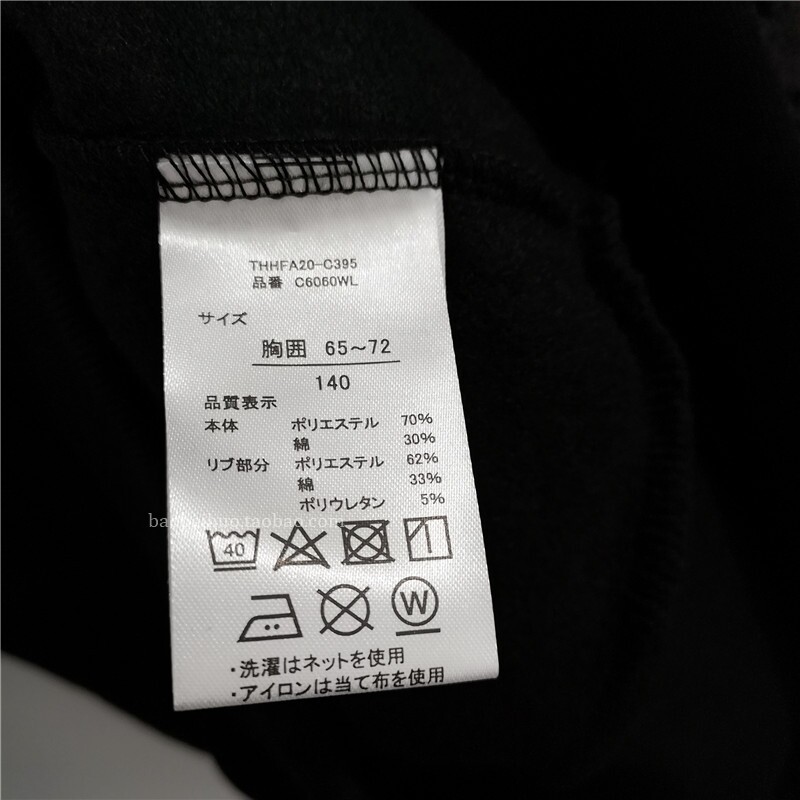 THHFA20-C395
品番 C6060WL
サイズ
胸囲 65～72
140
品質表示
本体 ポリエステル 70%
綿 30%
リブ部分 ポリエステル 62%
綿 33%
ポリウレタン 5%
40
W
・洗濯はネットを使用
・アイロンは当て布を使用